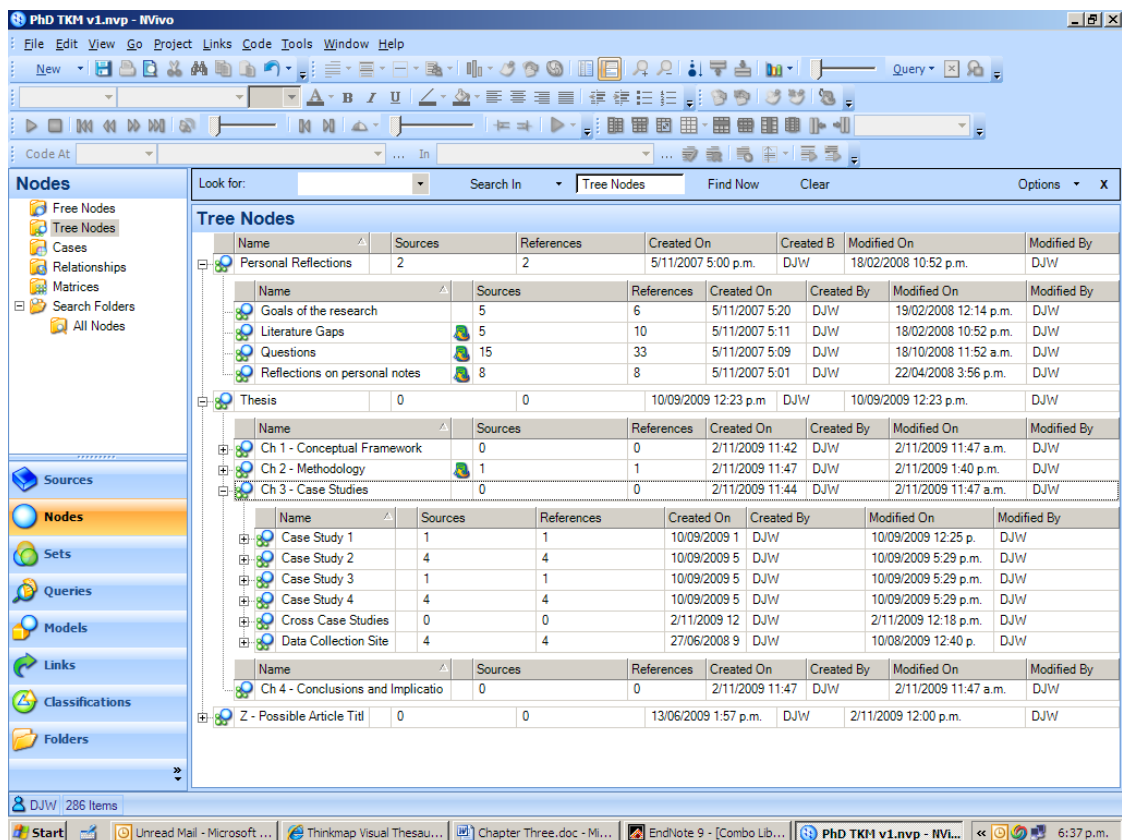 PhD TKM v1.nvp - NVivo
File Edit View Go Project Links Code Tools Window Help
New Query
A B I U
Code At ... In ...
Nodes
Free Nodes
Tree Nodes
Cases
Relationships
Matrices
Search Folders
All Nodes
Sources
Nodes
Sets
Queries
Models
Links
Classifications
Folders
Look for: Search In Tree Nodes Find Now Clear Options x
Tree Nodes
Name Sources References Created On Created B Modified On Modified By
Personal Reflections 2 2 5/11/2007 5:00 p.m. DJW 18/02/2008 10:52 p.m. DJW
Name Sources References Created On Created By Modified On Modified By
Goals of the research 5 6 5/11/2007 5:20 DJW 19/02/2008 12:14 p.m. DJW
Literature Gaps 5 10 5/11/2007 5:11 DJW 18/02/2008 10:52 p.m. DJW
Questions 15 33 5/11/2007 5:09 DJW 18/10/2008 11:52 a.m. DJW
Reflections on personal notes 8 8 5/11/2007 5:01 DJW 22/04/2008 3:56 p.m. DJW
Thesis 0 0 10/09/2009 12:23 p.m DJW 10/09/2009 12:23 p.m. DJW
Name Sources References Created On Created By Modified On Modified By
Ch 1 - Conceptual Framework 0 0 2/11/2009 11:42 DJW 2/11/2009 11:47 a.m. DJW
Ch 2 - Methodology 1 1 2/11/2009 11:47 DJW 2/11/2009 1:40 p.m. DJW
Ch 3 - Case Studies 0 0 2/11/2009 11:44 DJW 2/11/2009 11:47 a.m. DJW
Name Sources References Created On Created By Modified On Modified By
Case Study 1 1 1 10/09/2009 1 DJW 10/09/2009 12:25 p. DJW
Case Study 2 4 4 10/09/2009 5 DJW 10/09/2009 5:29 p.m. DJW
Case Study 3 1 1 10/09/2009 5 DJW 10/09/2009 5:29 p.m. DJW
Case Study 4 4 4 10/09/2009 5 DJW 10/09/2009 5:29 p.m. DJW
Cross Case Studies 0 0 2/11/2009 12 DJW 2/11/2009 12:18 p.m. DJW
Data Collection Site 4 4 27/06/2008 9 DJW 10/08/2009 12:40 p. DJW
Name Sources References Created On Created By Modified On Modified By
Ch 4 - Conclusions and Implicatio 0 0 2/11/2009 11:47 DJW 2/11/2009 11:47 a.m. DJW
Z - Possible Article Titl 0 0 13/06/2009 1:57 p.m. DJW 2/11/2009 12:00 p.m. DJW
DJW 286 Items
Start Unread Mail - Microsoft ... Thinkmap Visual Thesau... Chapter Three.doc - Mi... EndNote 9 - [Combo Lib... PhD TKM v1.nvp - NVi... 6:37 p.m.